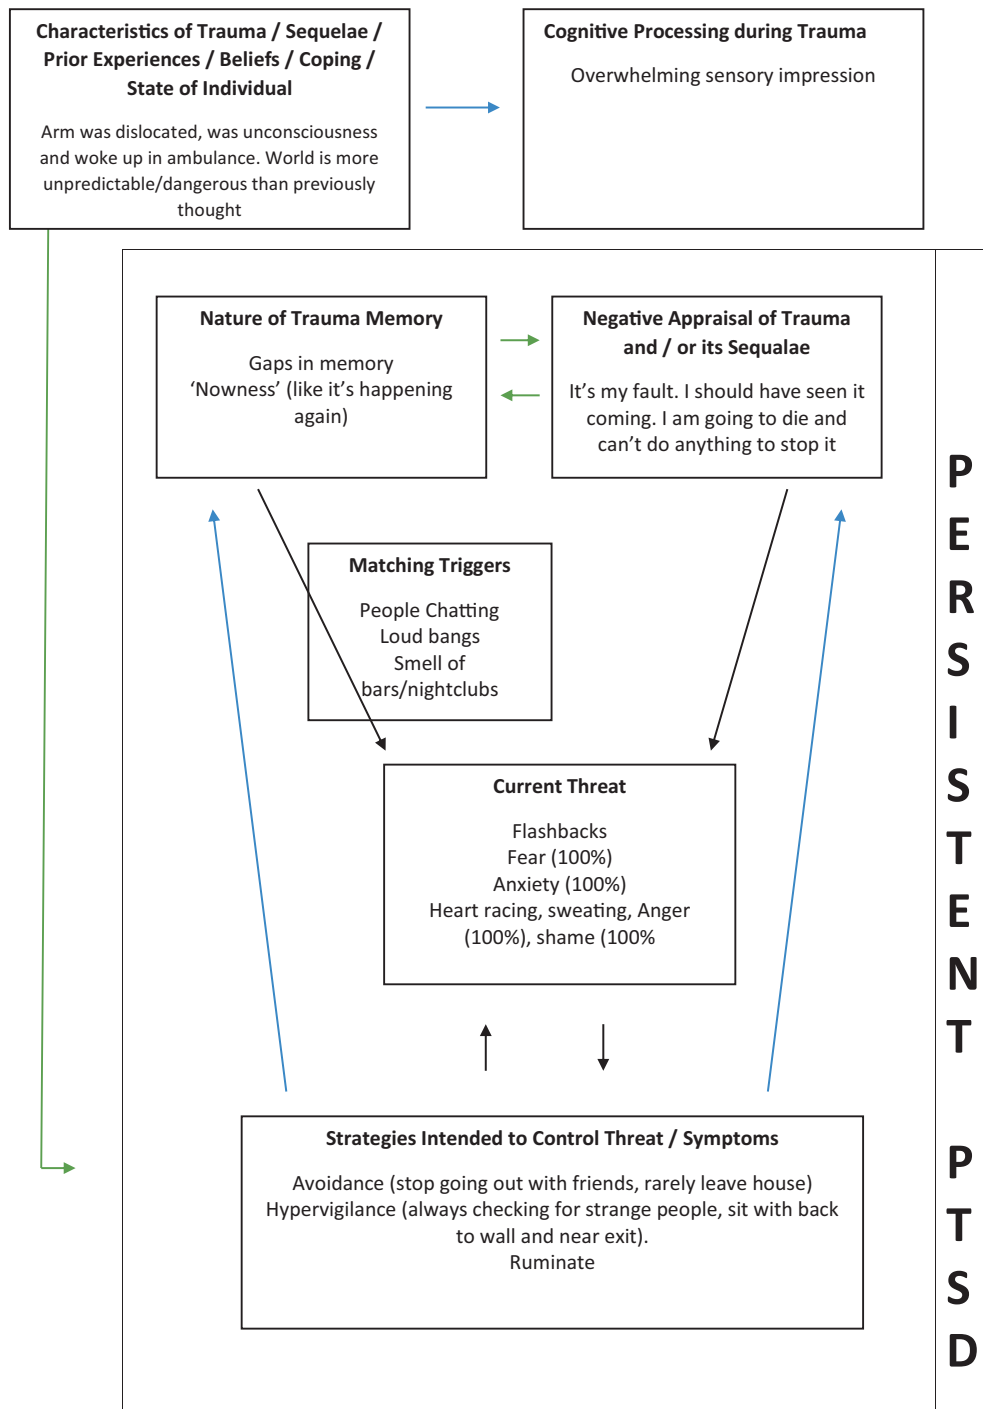 Characteristics of Trauma / Sequelae /
Prior Experiences / Beliefs / Coping /
State of Individual
Arm was dislocated, was unconsciousness
and woke up in ambulance. World is more
unpredictable/dangerous than previously
thought
Cognitive Processing during Trauma
Overwhelming sensory impression
Nature of Trauma Memory
Gaps in memory
‘Nowness’ (like it’s happening
again)
Negative Appraisal of Trauma
and / or its Sequalae
It’s my fault. I should have seen it
coming. I am going to die and
can’t do anything to stop it
Matching Triggers
People Chatting
Loud bangs
Smell of
bars/nightclubs
Current Threat
Flashbacks
Fear (100%)
Anxiety (100%)
Heart racing, sweating, Anger
(100%), shame (100%
Strategies Intended to Control Threat / Symptoms
Avoidance (stop going out with friends, rarely leave house)
Hypervigilance (always checking for strange people, sit with back
to wall and near exit).
Ruminate
PERSISTENT PTSD